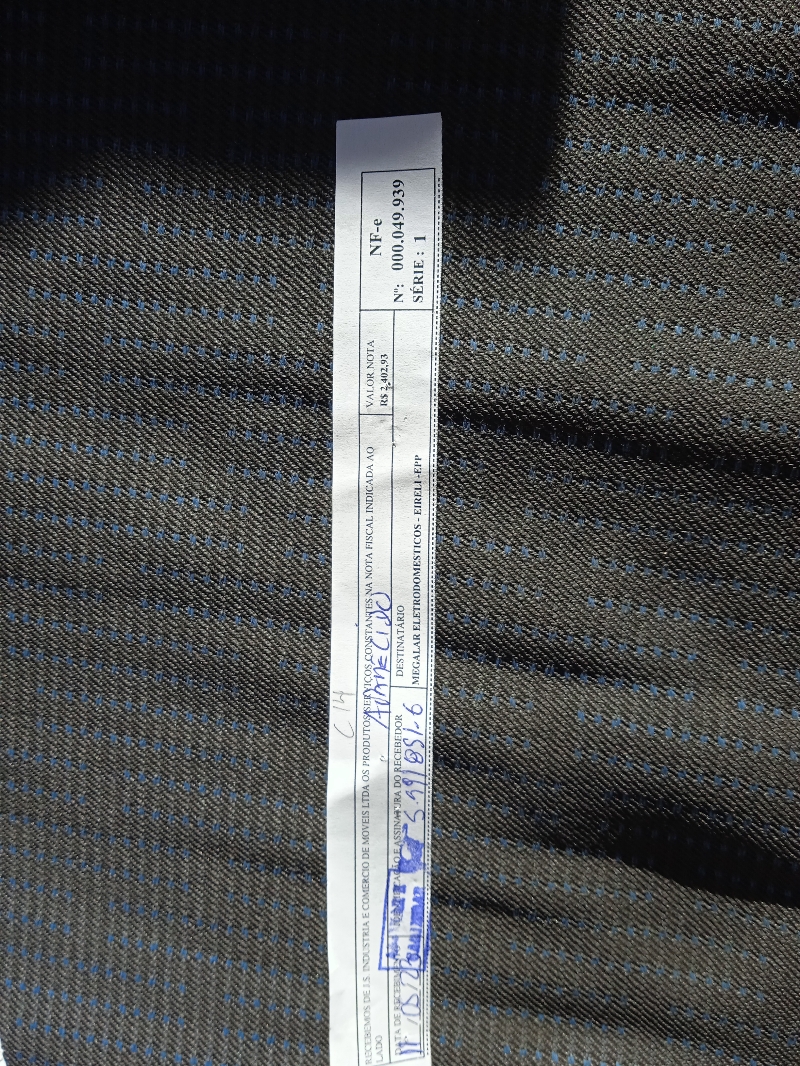 C 14
RECEBEMOS DE J.S. INDUSTRIA E COMERCIO DE MOVEIS LTDA OS PRODUTOS/SERVIÇOS CONSTANTES NA NOTA FISCAL INDICADA AO
LADO
VALOR NOTA
R$ 2.402,93
NF-e
Nº: 000.049.939
SÉRIE : 1
DATA DE RECEBIMENTO
IDENTIFICAÇÃO E ASSINATURA DO RECEBEDOR
DESTINATÁRIO
MEGALAR ELETRODOMESTICOS - EIRELI -EPP